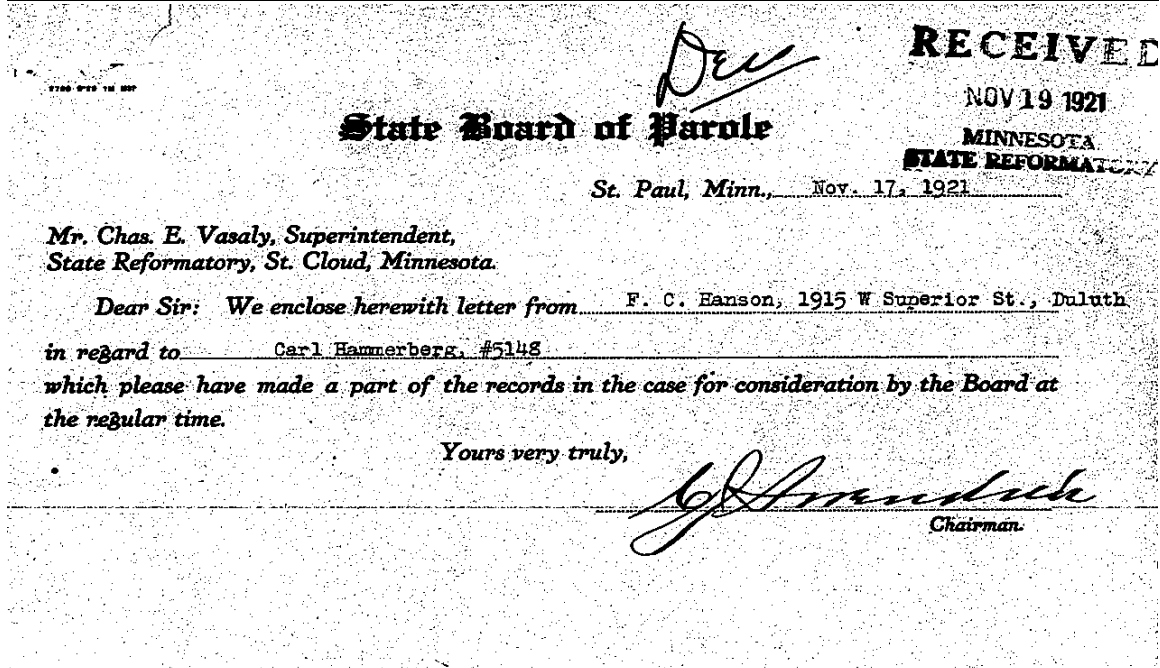 RECEIVED
NOV 19 1921
MINNESOTA
STATE REFORMATORY
State Board of Parole
St. Paul, Minn., Nov. 17, 1921
Mr. Chas. E. Vasaly, Superintendent,
State Reformatory, St. Cloud, Minnesota.
Dear Sir: We enclose herewith letter from F. C. Hanson, 1915 W Superior St., Duluth
in regard to Carl Hammerberg, #5148
which please have made a part of the records in the case for consideration by the Board at
the regular time.
Yours very truly,
Chairman.